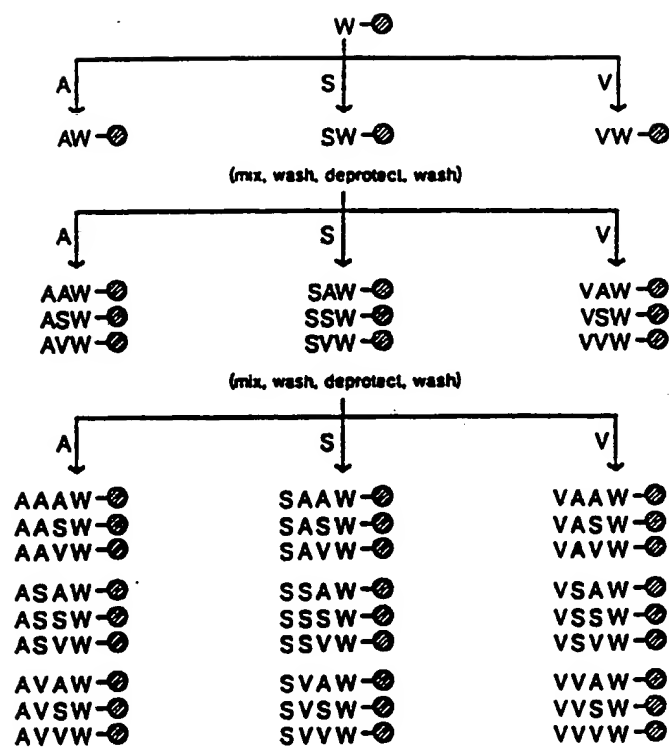 W
A S V
AW SW VW
(mix, wash, deprotect, wash)
A S V
AAW SAW VAW
ASW SSW VSW
AVW SVW VVW
(mix, wash, deprotect, wash)
A S V
AAAW SAAW VAAW
AASW SASW VASW
AAVW SAVW VAVW
ASAW SSAW VSAW
ASSW SSSW VSSW
ASVW SSVW VSVW
AVAW SVAW VVAW
AVSW SVSW VVSW
AVVW SVVW VVVW